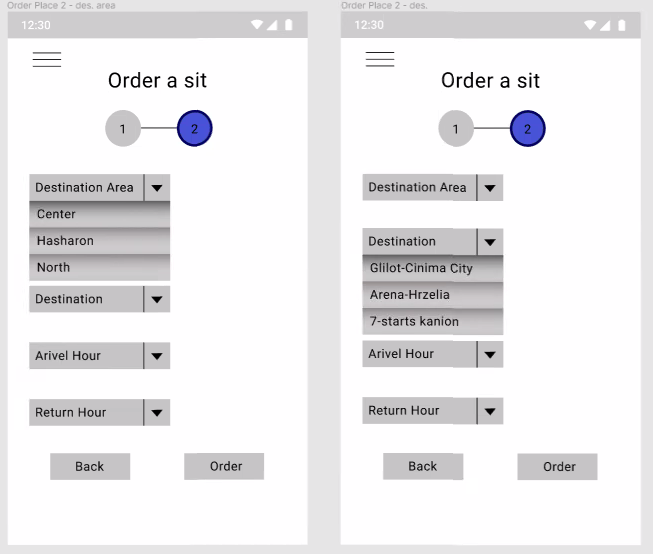 Order Place 2 - des. area
12:30
Order a sit
1
2
Destination Area
Center
Hasharon
North
Destination
Arivel Hour
Return Hour
Back
Order
Order Place 2 - des.
12:30
Order a sit
1
2
Destination Area
Destination
Glilot-Cinima City
Arena-Hrzelia
7-starts kanion
Arivel Hour
Return Hour
Back
Order